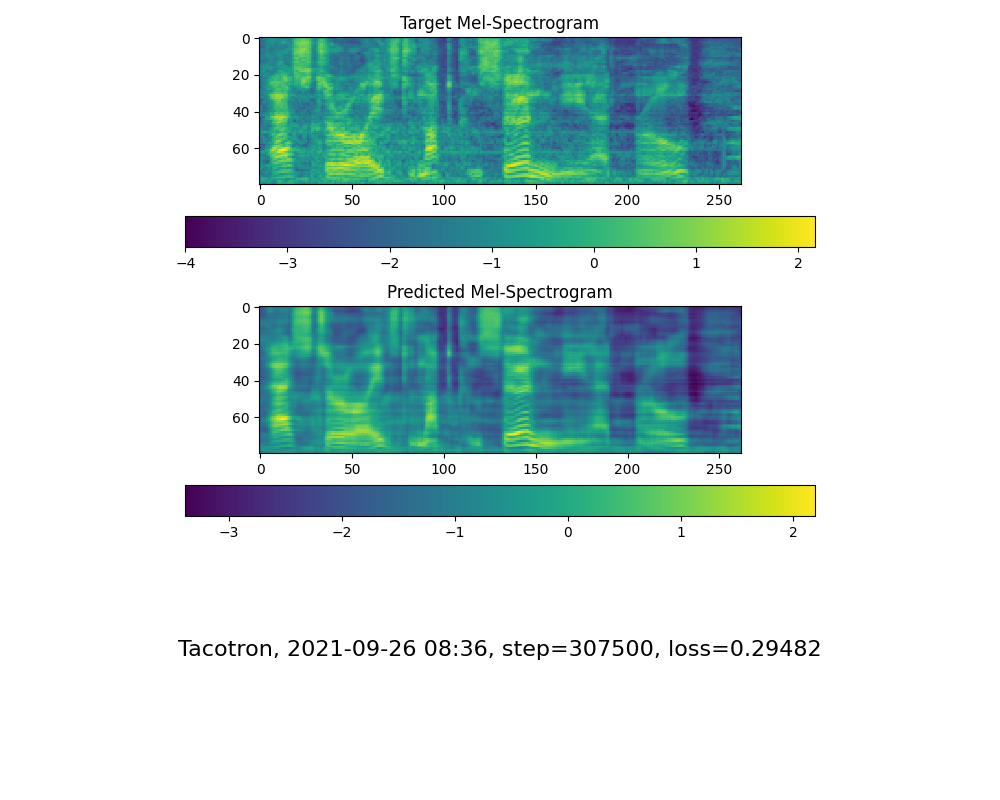 Target Mel-Spectrogram
0
20
40
60
0 50 100 150 200 250
−4 −3 −2 −1 0 1 2
Predicted Mel-Spectrogram
0
20
40
60
0 50 100 150 200 250
−3 −2 −1 0 1 2
Tacotron, 2021-09-26 08:36, step=307500, loss=0.29482